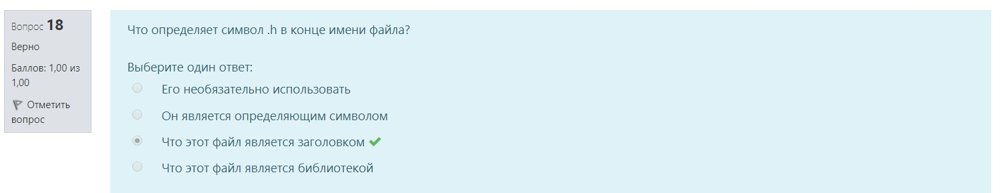 Вопрос 18
Верно
Баллов: 1,00 из
1,00
Отметить
вопрос
Что определяет символ .h в конце имени файла?
Выберите один ответ:
Его необязательно использовать
Он является определяющим символом
Что этот файл является заголовком
Что этот файл является библиотекой